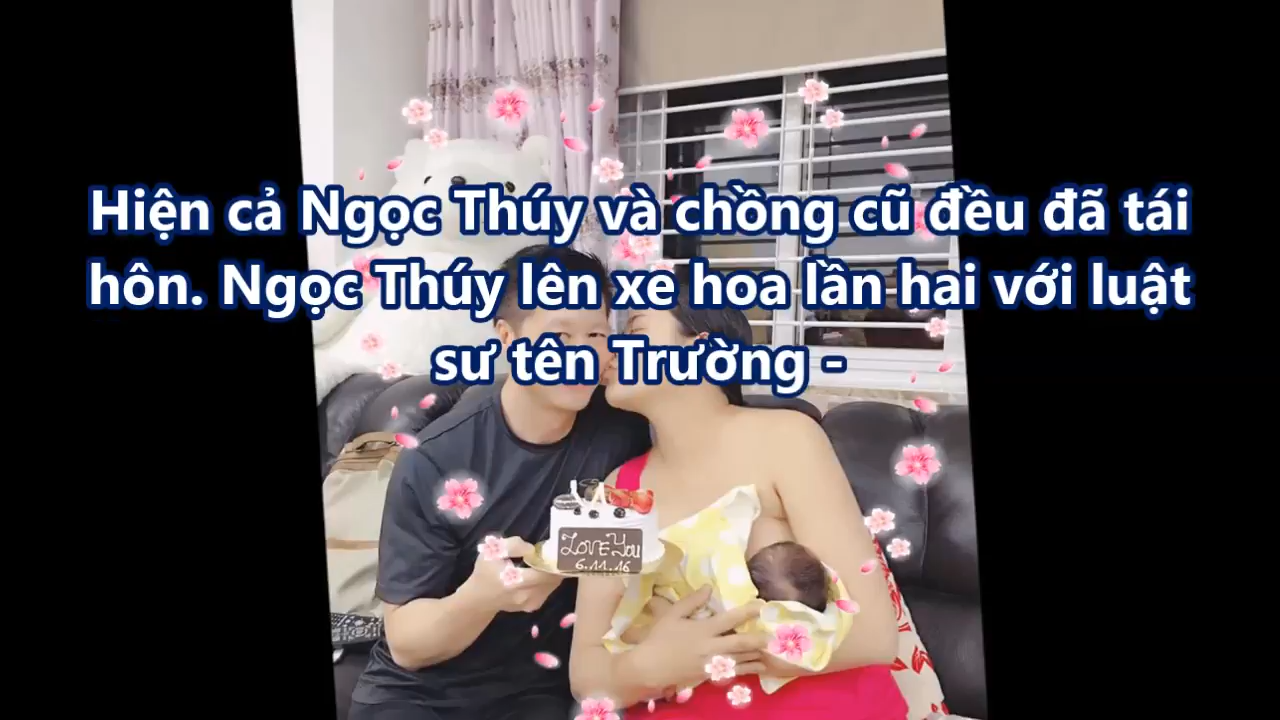 Hiện cả Ngọc Thúy và chồng cũ đều đã tái
hôn. Ngọc Thúy lên xe hoa lần hai với luật
sư tên Trường -
LOVE YOU
6.11.16